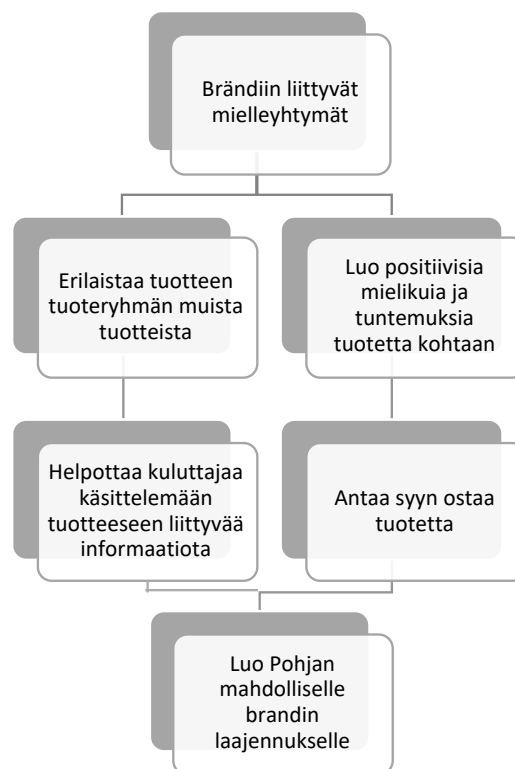 Brändiin liittyvät
mielleyhtymät
Erilaistaa tuotteen
tuoteryhmän muista
tuotteista
Luo positiivisia
mielikuia ja
tuntemuksia
tuotetta kohtaan
Helpottaa kuluttajaa
käsittelemään
tuotteeseen liittyvää
informaatiota
Antaa syyn ostaa
tuotetta
Luo Pohjan
mahdolliselle
brandin
laajennukselle